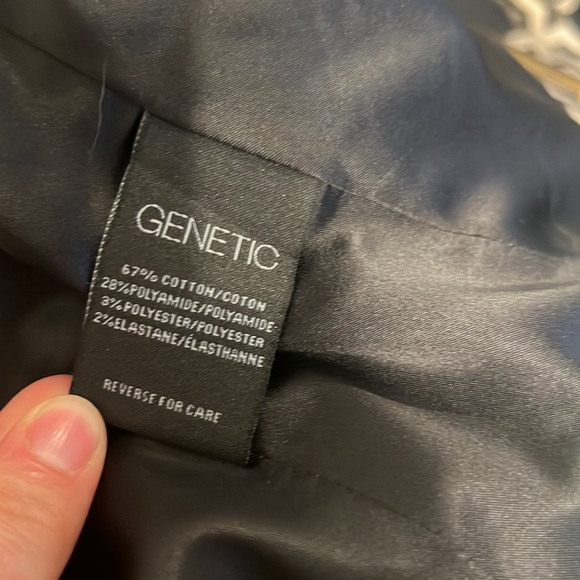 GENETIC
67% COTTON/COTON
28%POLYAMIDE/POLYAMIDE
3%POLYESTER/POLYESTER
2%ELASTANE/ÉLASTHANNE
REVERSE FOR CARE